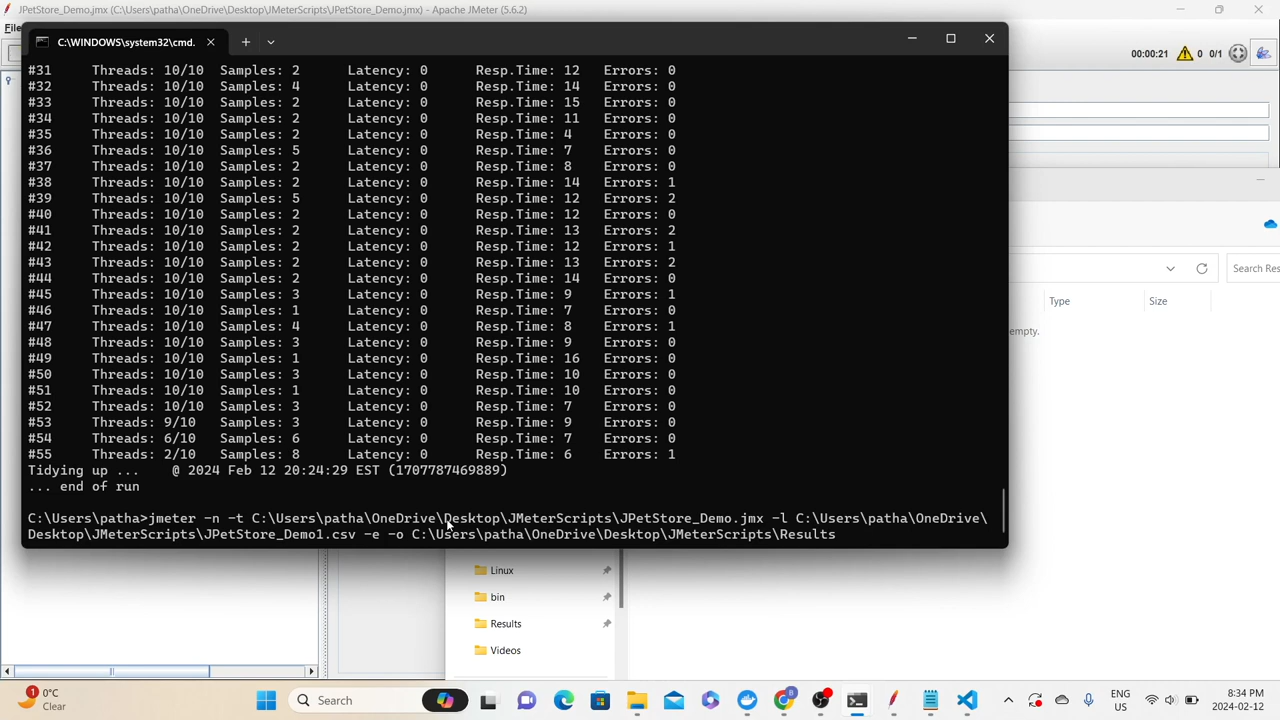 JPetStore_Demo.jmx (C:\Users\patha\OneDrive\Desktop\JMeterScripts\JPetStore_Demo.jmx) - Apache JMeter (5.6.2)
File
C:\WINDOWS\system32\cmd.
00:00:21 0 0/1
#31 Threads: 10/10 Samples: 2 Latency: 0 Resp.Time: 12 Errors: 0
#32 Threads: 10/10 Samples: 4 Latency: 0 Resp.Time: 14 Errors: 0
#33 Threads: 10/10 Samples: 2 Latency: 0 Resp.Time: 15 Errors: 0
#34 Threads: 10/10 Samples: 2 Latency: 0 Resp.Time: 11 Errors: 0
#35 Threads: 10/10 Samples: 2 Latency: 0 Resp.Time: 4 Errors: 0
#36 Threads: 10/10 Samples: 5 Latency: 0 Resp.Time: 7 Errors: 0
#37 Threads: 10/10 Samples: 2 Latency: 0 Resp.Time: 8 Errors: 0
#38 Threads: 10/10 Samples: 2 Latency: 0 Resp.Time: 14 Errors: 1
#39 Threads: 10/10 Samples: 5 Latency: 0 Resp.Time: 12 Errors: 2
#40 Threads: 10/10 Samples: 2 Latency: 0 Resp.Time: 12 Errors: 0
#41 Threads: 10/10 Samples: 2 Latency: 0 Resp.Time: 13 Errors: 2
#42 Threads: 10/10 Samples: 2 Latency: 0 Resp.Time: 12 Errors: 1
#43 Threads: 10/10 Samples: 2 Latency: 0 Resp.Time: 13 Errors: 2
#44 Threads: 10/10 Samples: 2 Latency: 0 Resp.Time: 14 Errors: 0
#45 Threads: 10/10 Samples: 3 Latency: 0 Resp.Time: 9 Errors: 1
#46 Threads: 10/10 Samples: 1 Latency: 0 Resp.Time: 7 Errors: 0
#47 Threads: 10/10 Samples: 4 Latency: 0 Resp.Time: 8 Errors: 1
#48 Threads: 10/10 Samples: 3 Latency: 0 Resp.Time: 9 Errors: 0
#49 Threads: 10/10 Samples: 1 Latency: 0 Resp.Time: 16 Errors: 0
#50 Threads: 10/10 Samples: 3 Latency: 0 Resp.Time: 10 Errors: 0
#51 Threads: 10/10 Samples: 1 Latency: 0 Resp.Time: 10 Errors: 0
#52 Threads: 10/10 Samples: 3 Latency: 0 Resp.Time: 7 Errors: 0
#53 Threads: 9/10 Samples: 3 Latency: 0 Resp.Time: 9 Errors: 0
#54 Threads: 6/10 Samples: 6 Latency: 0 Resp.Time: 7 Errors: 0
#55 Threads: 2/10 Samples: 8 Latency: 0 Resp.Time: 6 Errors: 1
Tidying up ... @ 2024 Feb 12 20:24:29 EST (1707787469889)
... end of run
C:\Users\patha>jmeter -n -t C:\Users\patha\OneDrive\Desktop\JMeterScripts\JPetStore_Demo.jmx -l C:\Users\patha\OneDrive\
Desktop\JMeterScripts\JPetStore_Demo1.csv -e -o C:\Users\patha\OneDrive\Desktop\JMeterScripts\Results
Search Res
Type Size
empty.
Linux
bin
Results
Videos
1 0°C
Clear
Search
ENG
US
8:34 PM
2024-02-12